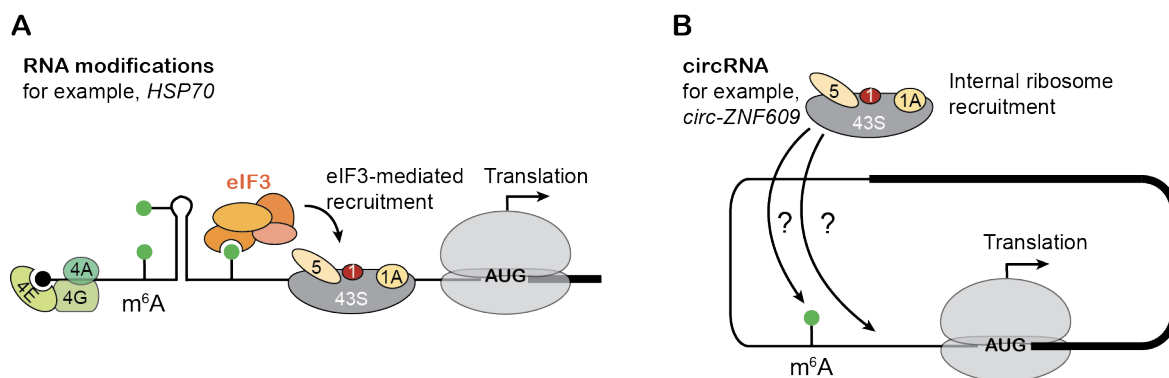 A
RNA modifications
for example, HSP70
eIF3
eIF3-mediated
recruitment
Translation
4E
4A
4G
m⁶A
5
1
1A
43S
AUG
B
circRNA
for example,
circ-ZNF609
5
1
1A
43S
Internal ribosome
recruitment
?
?
Translation
m⁶A
AUG